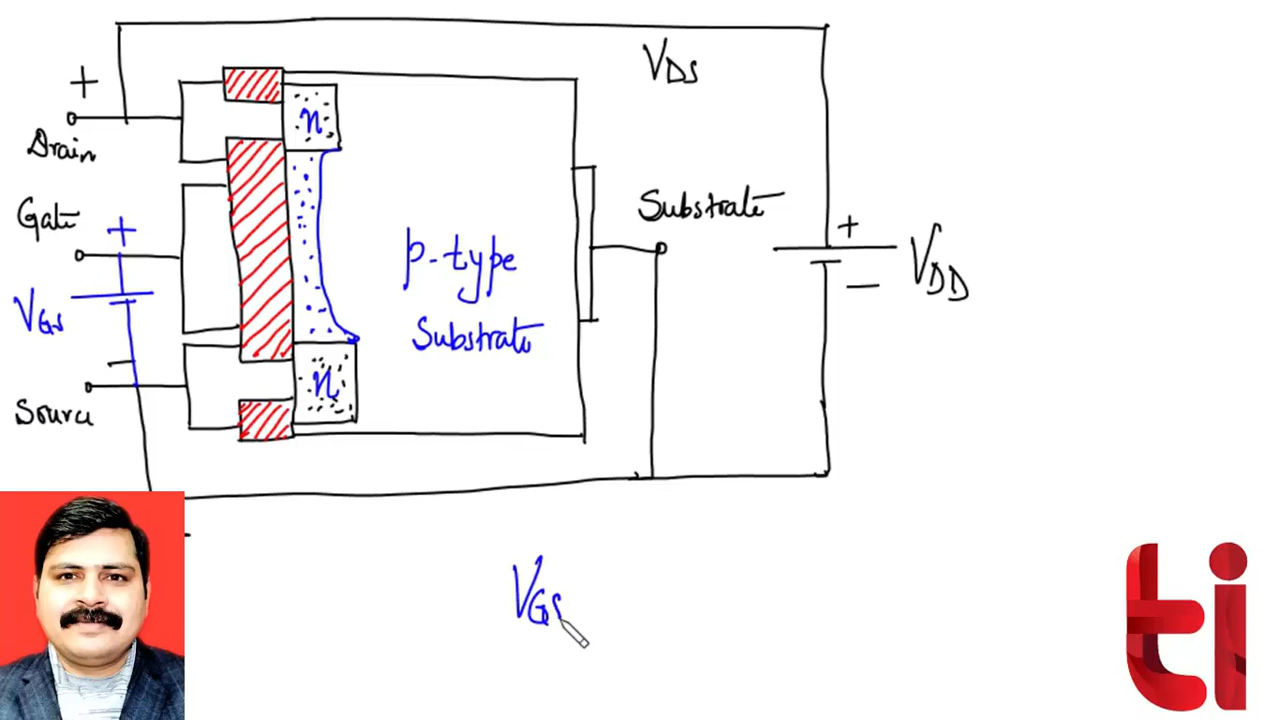 +
VDS
n
Drain
Gate
+
Substrate
+
p-type
Substrate
VDD
–
VGS
–
n
Source
VGS
ti